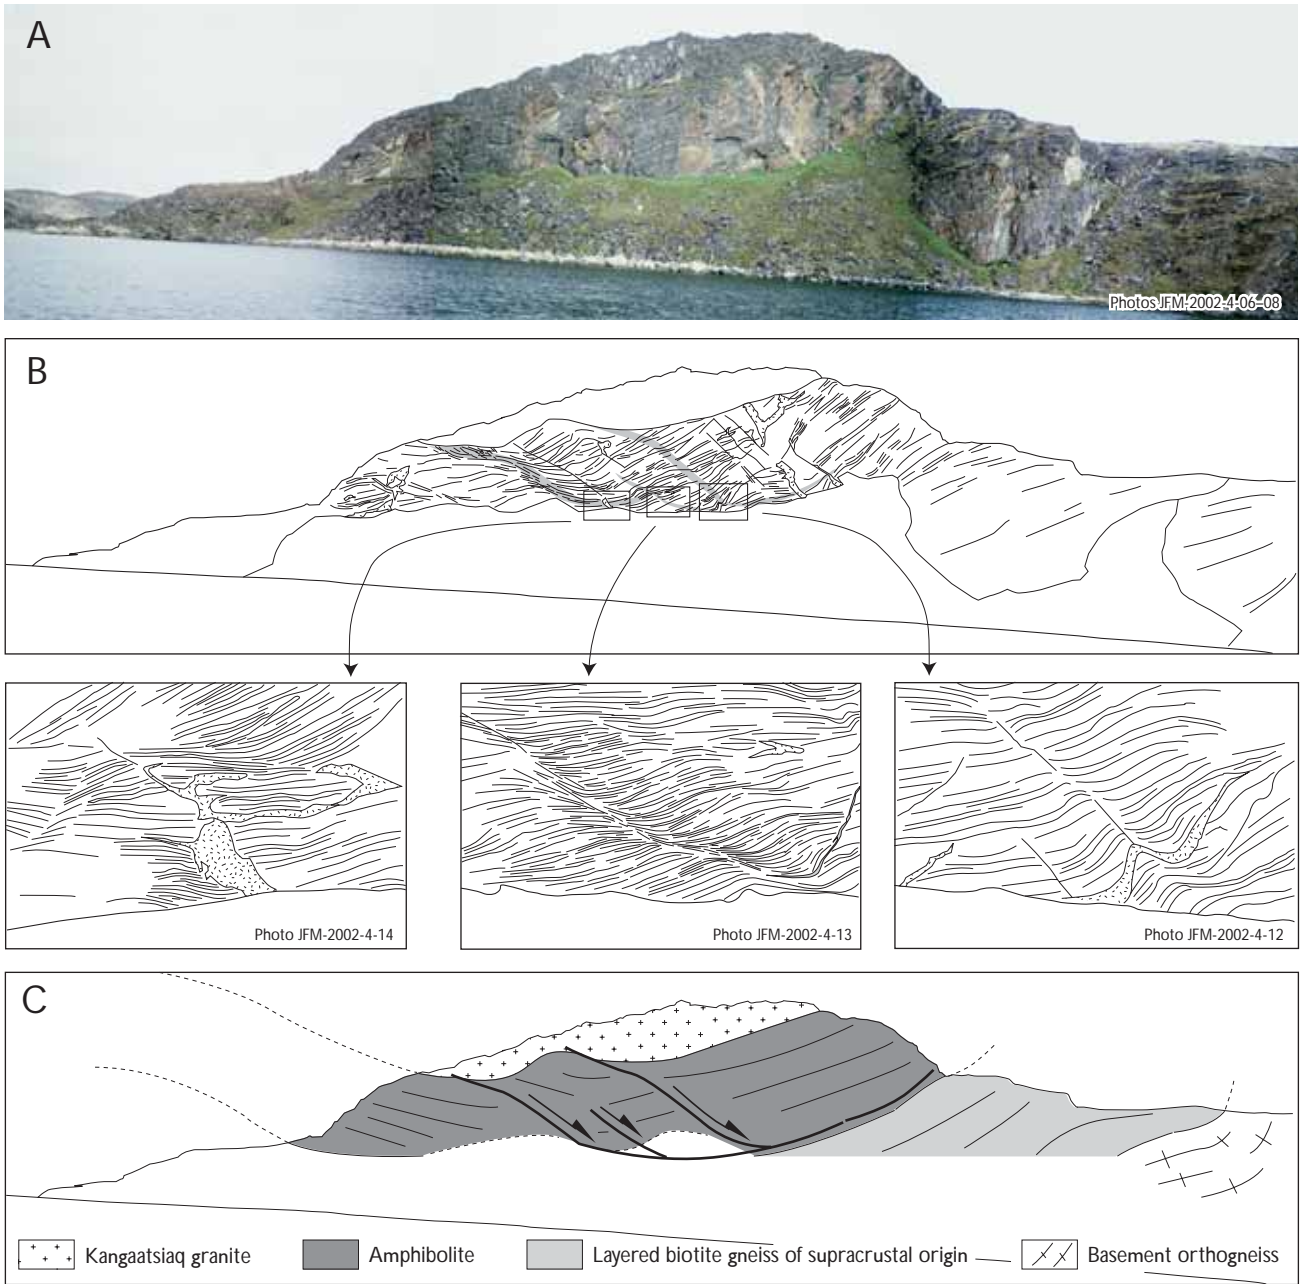 A
Photos JFM-2002-4-06–08
B
Photo JFM-2002-4-14
Photo JFM-2002-4-13
Photo JFM-2002-4-12
C
Kangaatsiaq granite
Amphibolite
Layered biotite gneiss of supracrustal origin
Basement orthogneiss